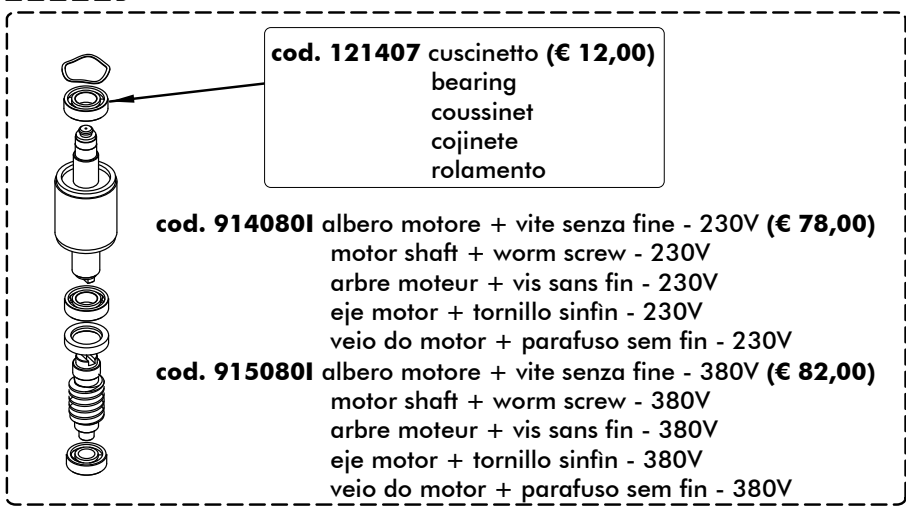 cod. 121407 cuscinetto (€ 12,00)
bearing
coussinet
cojinete
rolamento
cod. 914080I albero motore + vite senza fine - 230V (€ 78,00)
motor shaft + worm screw - 230V
arbre moteur + vis sans fin - 230V
eje motor + tornillo sinfìn - 230V
veio do motor + parafuso sem fin - 230V
cod. 915080I albero motore + vite senza fine - 380V (€ 82,00)
motor shaft + worm screw - 380V
arbre moteur + vis sans fin - 380V
eje motor + tornillo sinfìn - 380V
veio do motor + parafuso sem fin - 380V